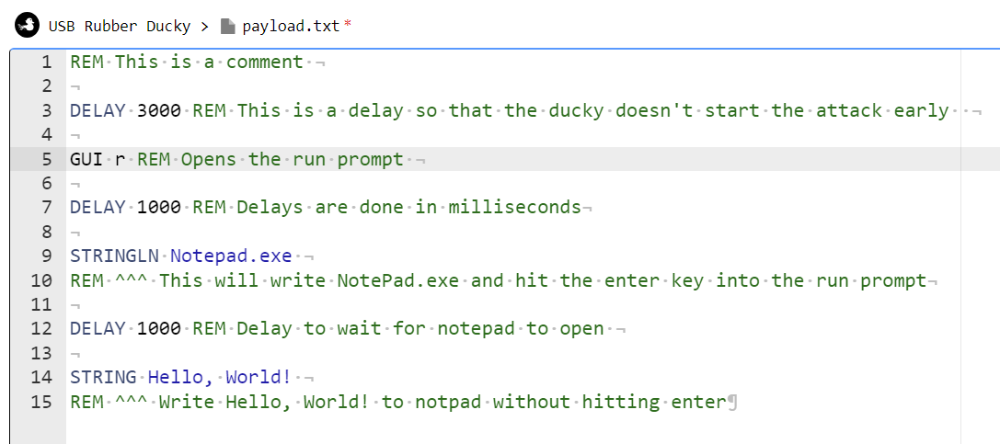 USB Rubber Ducky > payload.txt*
1 REM This is a comment
2
3 DELAY 3000 REM This is a delay so that the ducky doesn't start the attack early
4
5 GUI r REM Opens the run prompt
6
7 DELAY 1000 REM Delays are done in milliseconds
8
9 STRINGLN Notepad.exe
10 REM ^^^ This will write NotePad.exe and hit the enter key into the run prompt
11
12 DELAY 1000 REM Delay to wait for notepad to open
13
14 STRING Hello, World!
15 REM ^^^ Write Hello, World! to notpad without hitting enter